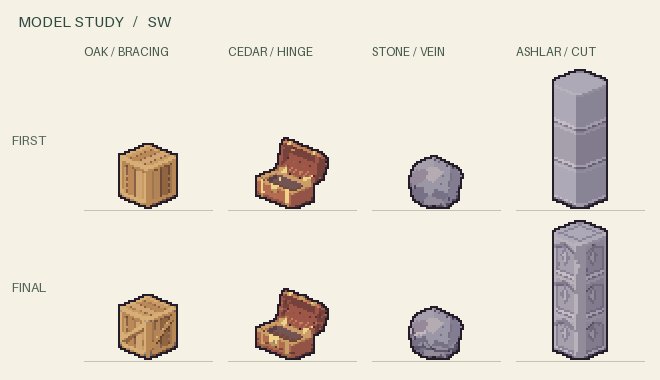 MODEL STUDY / SW
OAK / BRACING CEDAR / HINGE STONE / VEIN ASHLAR / CUT
FIRST
FINAL